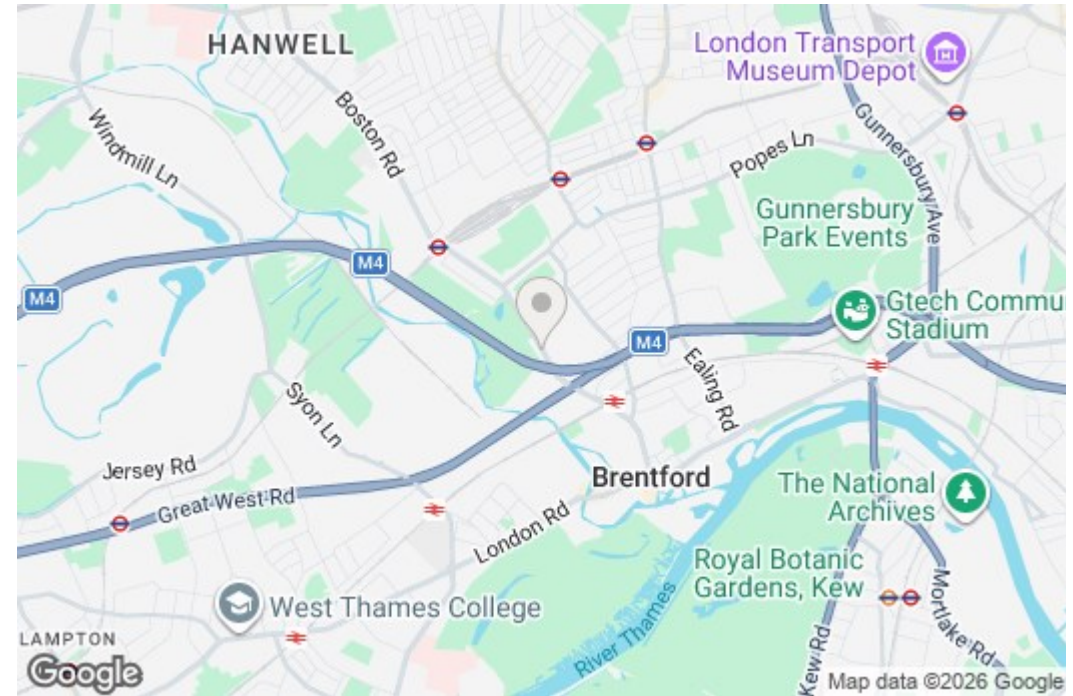 HANWELL
London Transport
Museum Depot
Boston Rd
Windmill Ln
Popes Ln
Gunnersbury Ave
Gunnersbury
Park Events
M4
M4
Gtech Commu
Stadium
M4
Ealing Rd
Syon Ln
Jersey Rd
Brentford
The National
Archives
Great West Rd
London Rd
Royal Botanic
Gardens, Kew
West Thames College
River Thames
Kew Rd
Mortlake Rd
LAMPTON
Google
Map data ©2026 Google